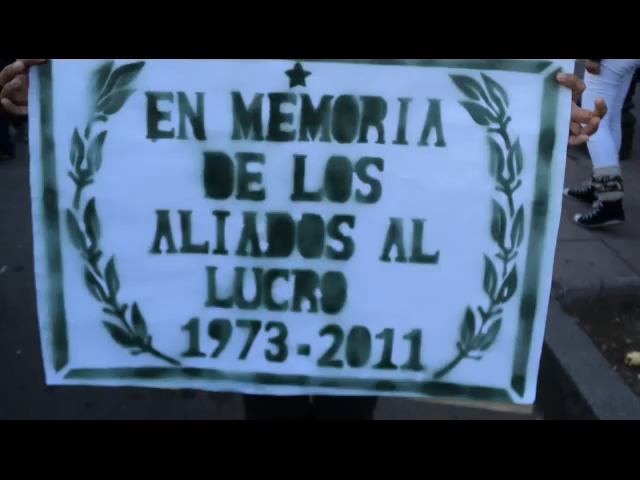 EN MEMORIA
DE LOS
ALIADOS AL
LUCRO
1973-2011